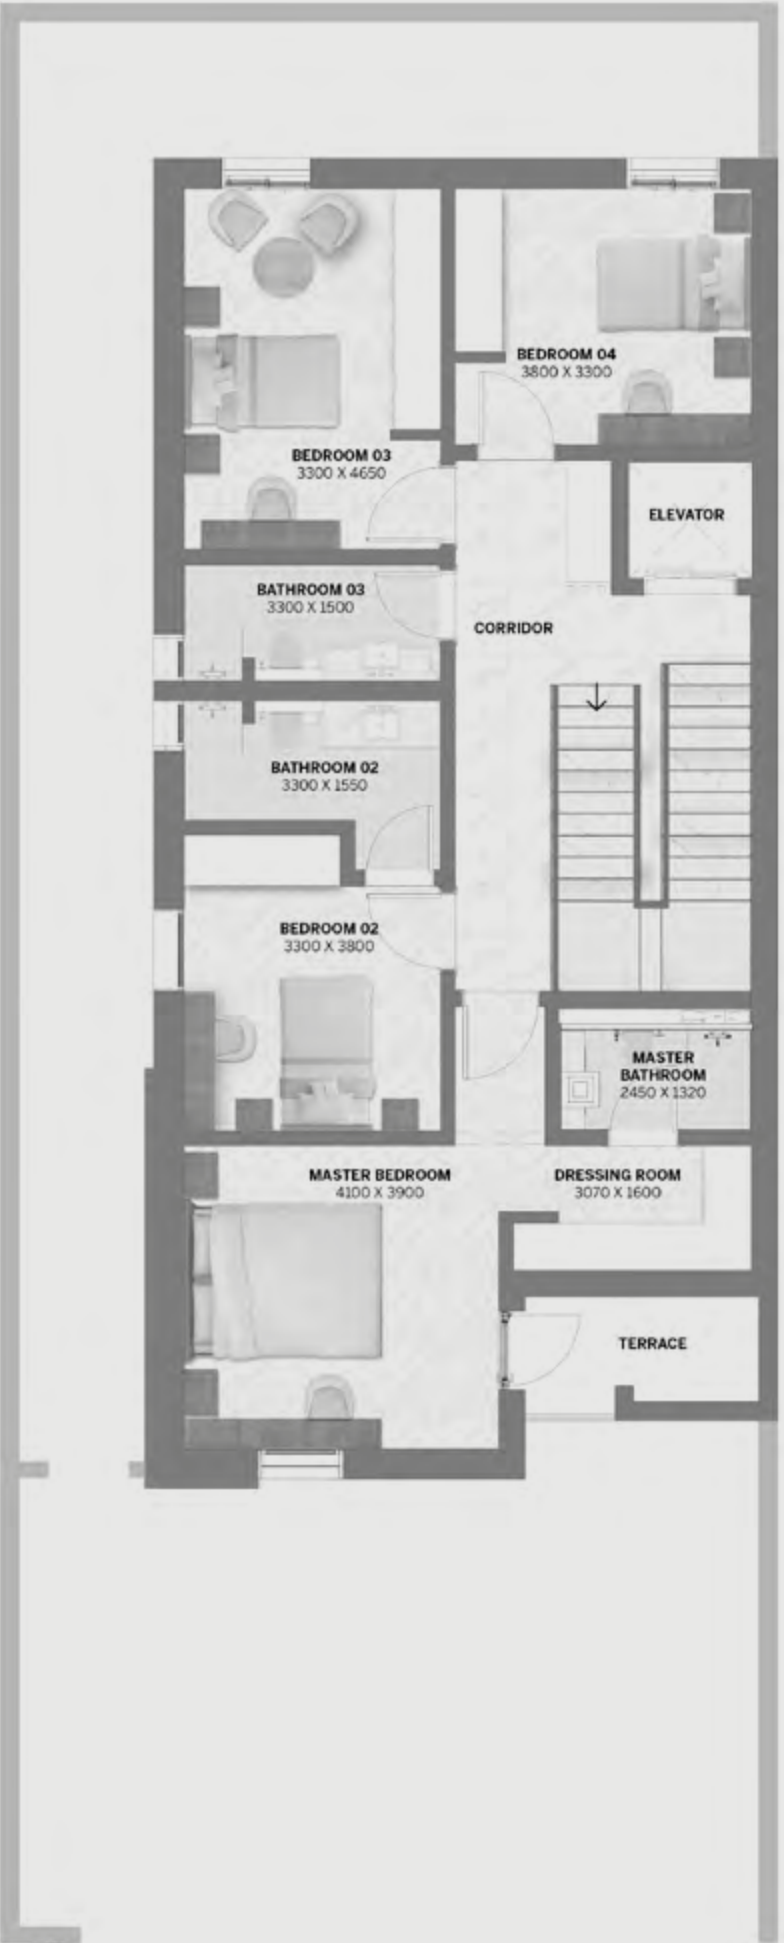 BEDROOM 04
3800 X 3300
BEDROOM 03
3300 X 4650
ELEVATOR
BATHROOM 03
3300 X 1500
CORRIDOR
BATHROOM 02
3300 X 1550
BEDROOM 02
3300 X 3800
MASTER
BATHROOM
2450 X 1320
MASTER BEDROOM
4100 X 3900
DRESSING ROOM
3070 X 1600
TERRACE